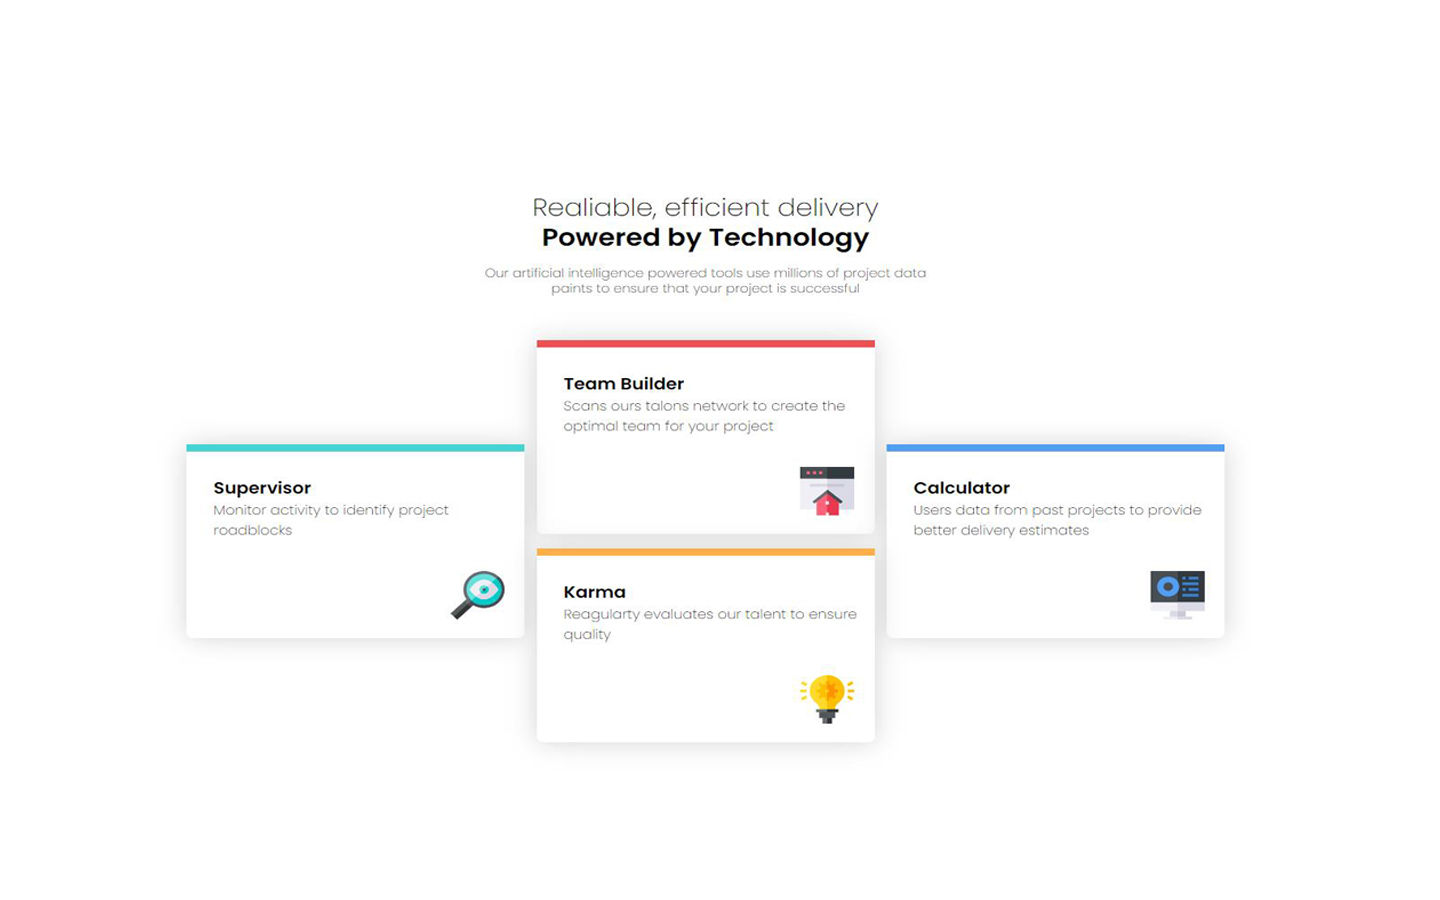 Realiable, efficient delivery
Powered by Technology
Our artificial intelligence powered tools use millions of project data
paints to ensure that your project is successful
Team Builder
Scans ours talons network to create the
optimal team for your project
Supervisor
Monitor activity to identify project
roadblocks
Calculator
Users data from past projects to provide
better delivery estimates
Karma
Reagularty evaluates our talent to ensure
quality